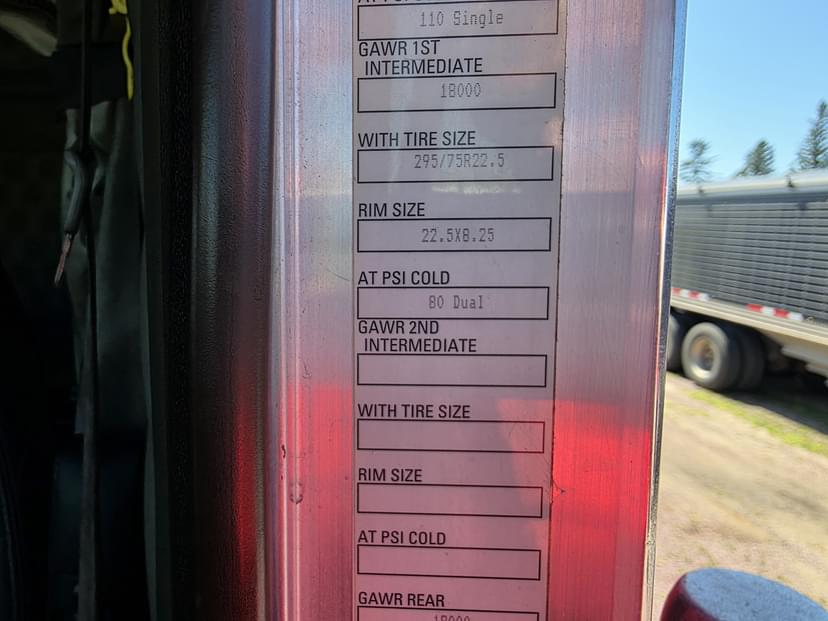 110 Single
GAWR 1ST
INTERMEDIATE
18000
WITH TIRE SIZE
295/75R22.5
RIM SIZE
22.5X8.25
AT PSI COLD
80 Dual
GAWR 2ND
INTERMEDIATE
WITH TIRE SIZE
RIM SIZE
AT PSI COLD
GAWR REAR
18000